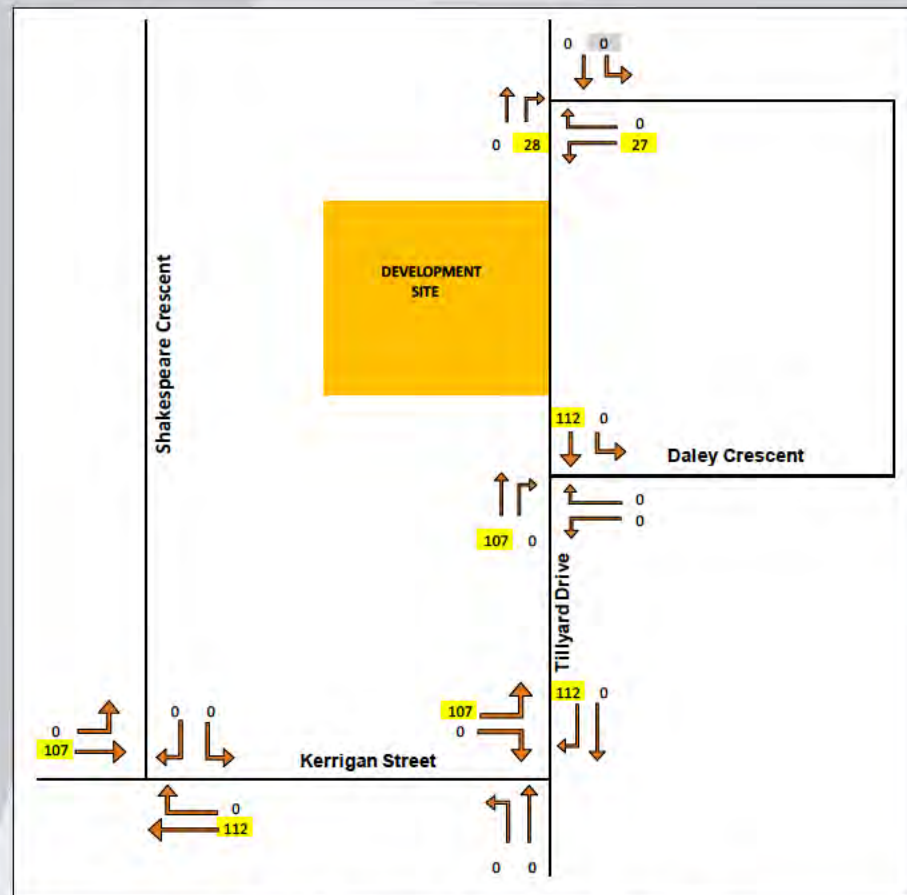 0 0
0 28
0
27
DEVELOPMENT
SITE
Shakespeare Crescent
112 0
Daley Crescent
107 0
0
0
Tillyard Drive
112 0
107
0
0 0
0
107
Kerrigan Street
0
112
0 0